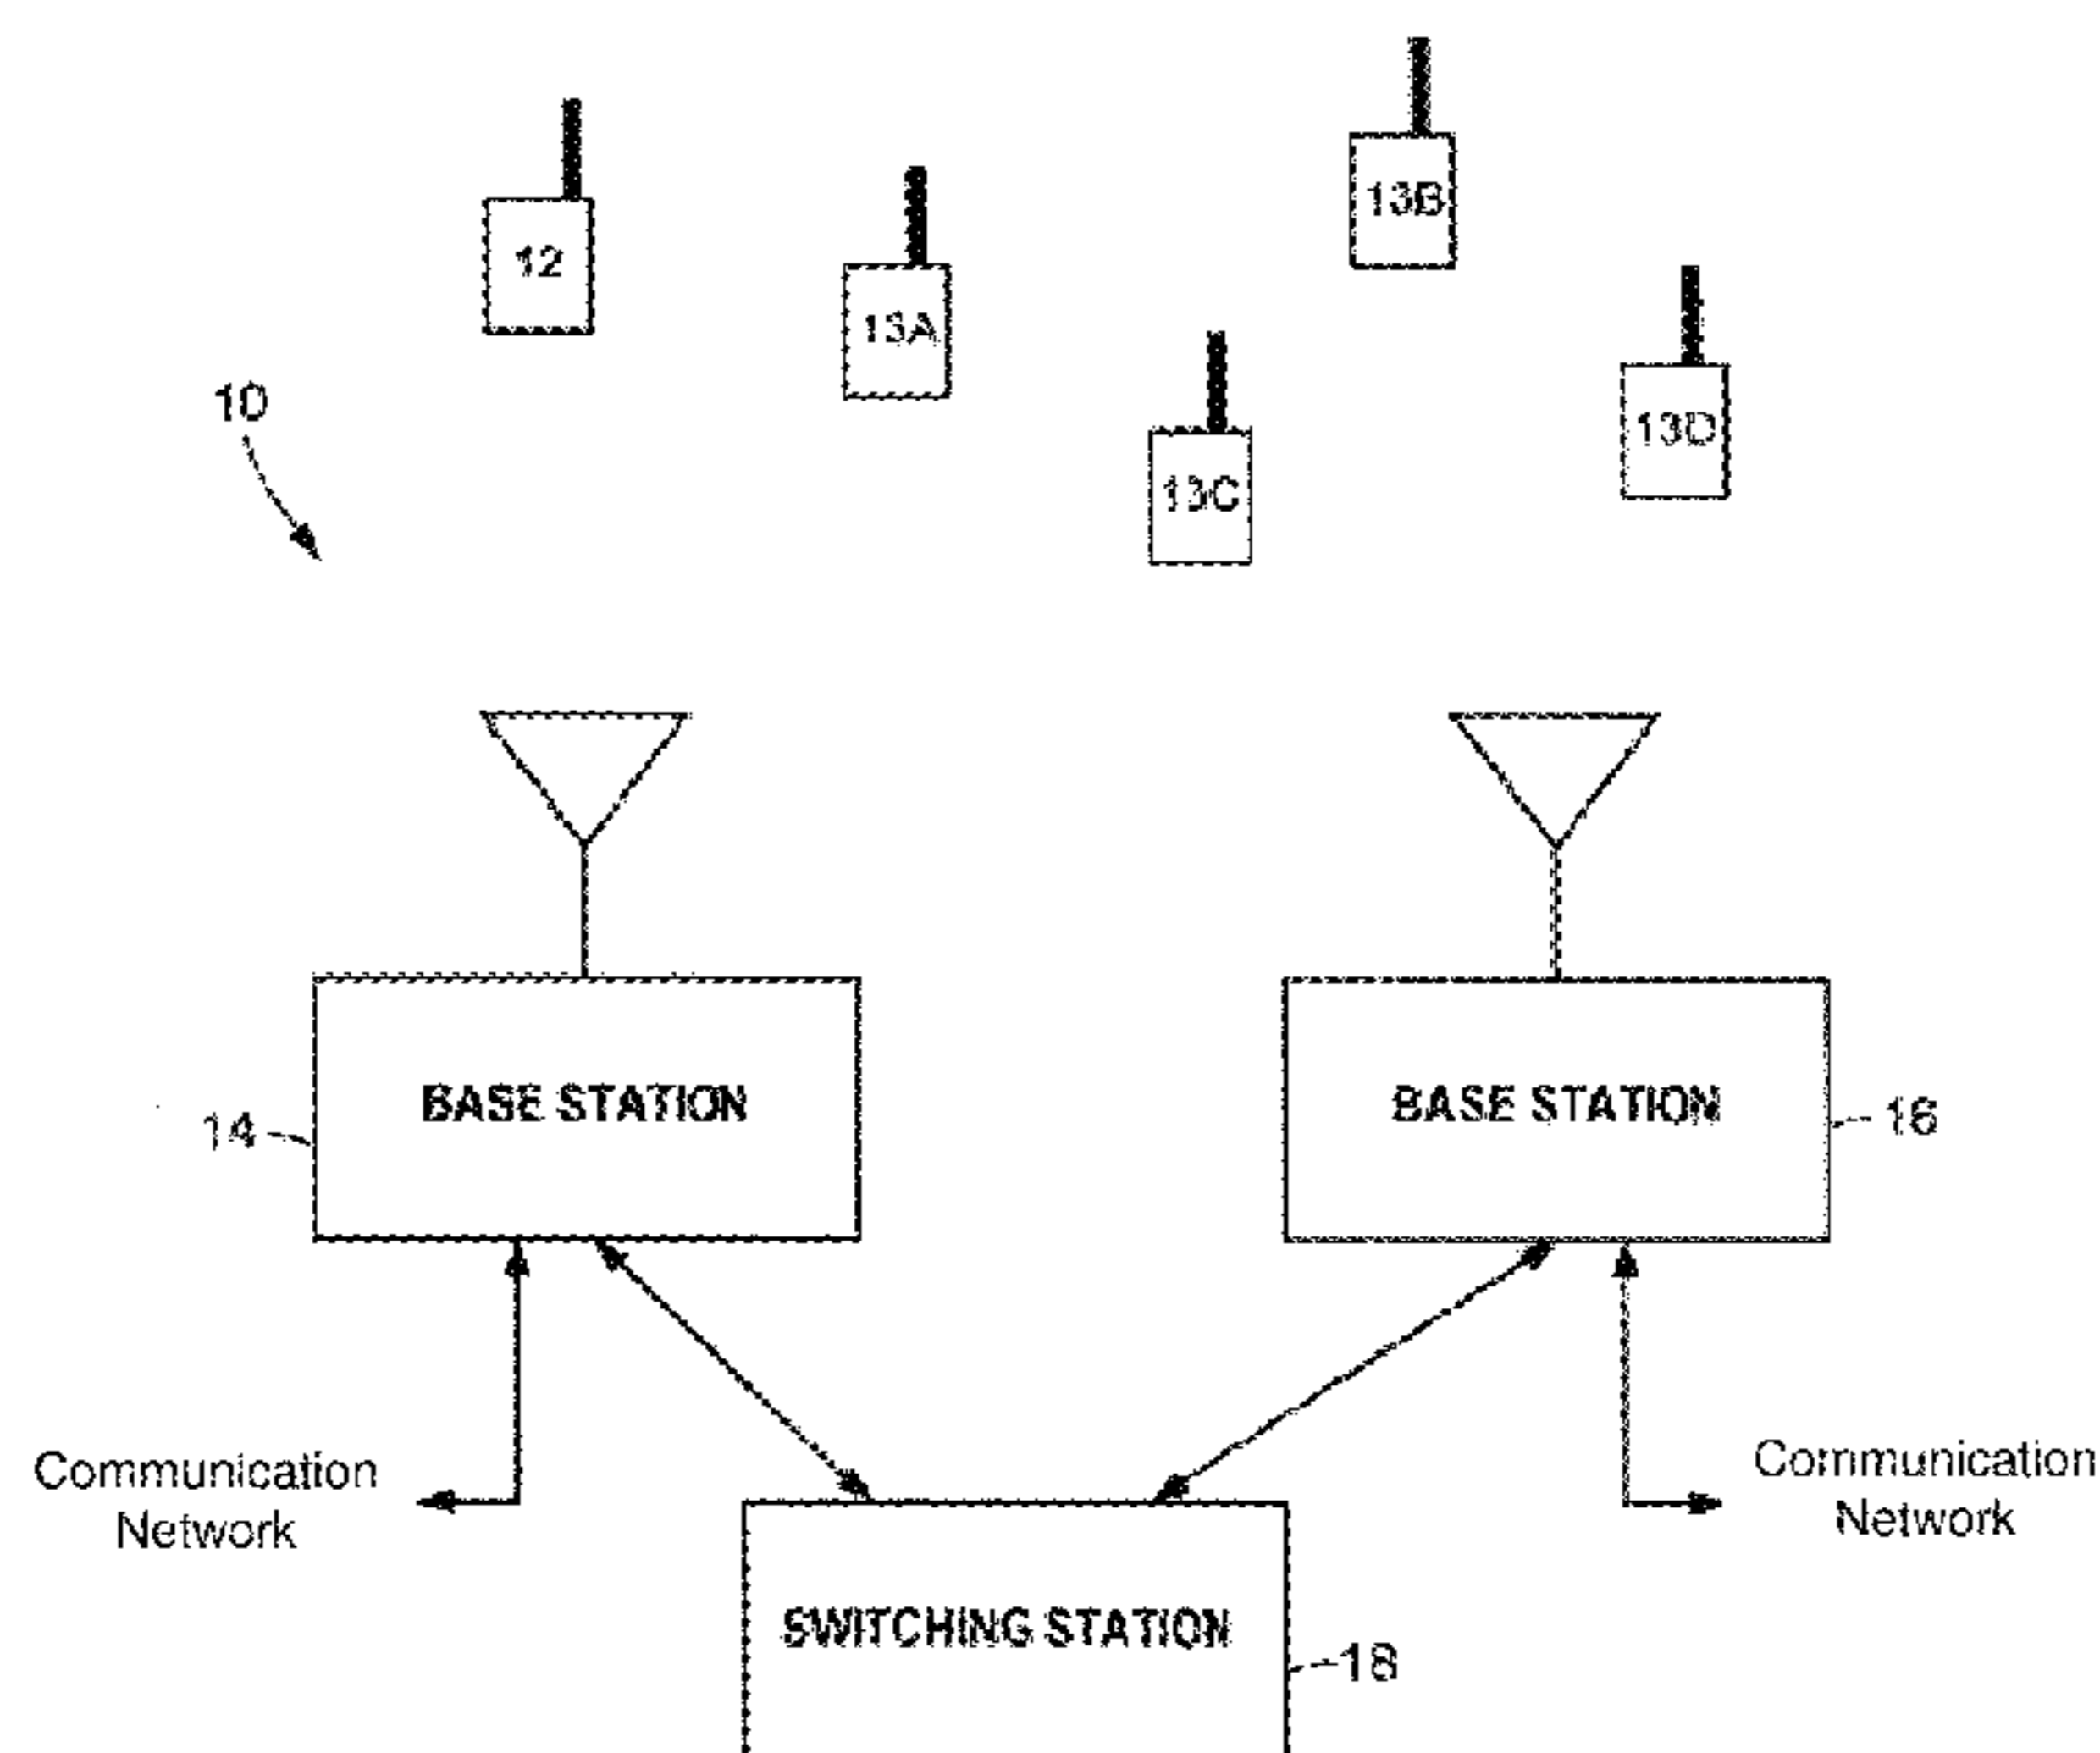 13B
12
13A
10
13D
13C
BASE STATION
BASE STATION
14
16
Communication
Network
Communication
Network
SWITCHING STATION
18